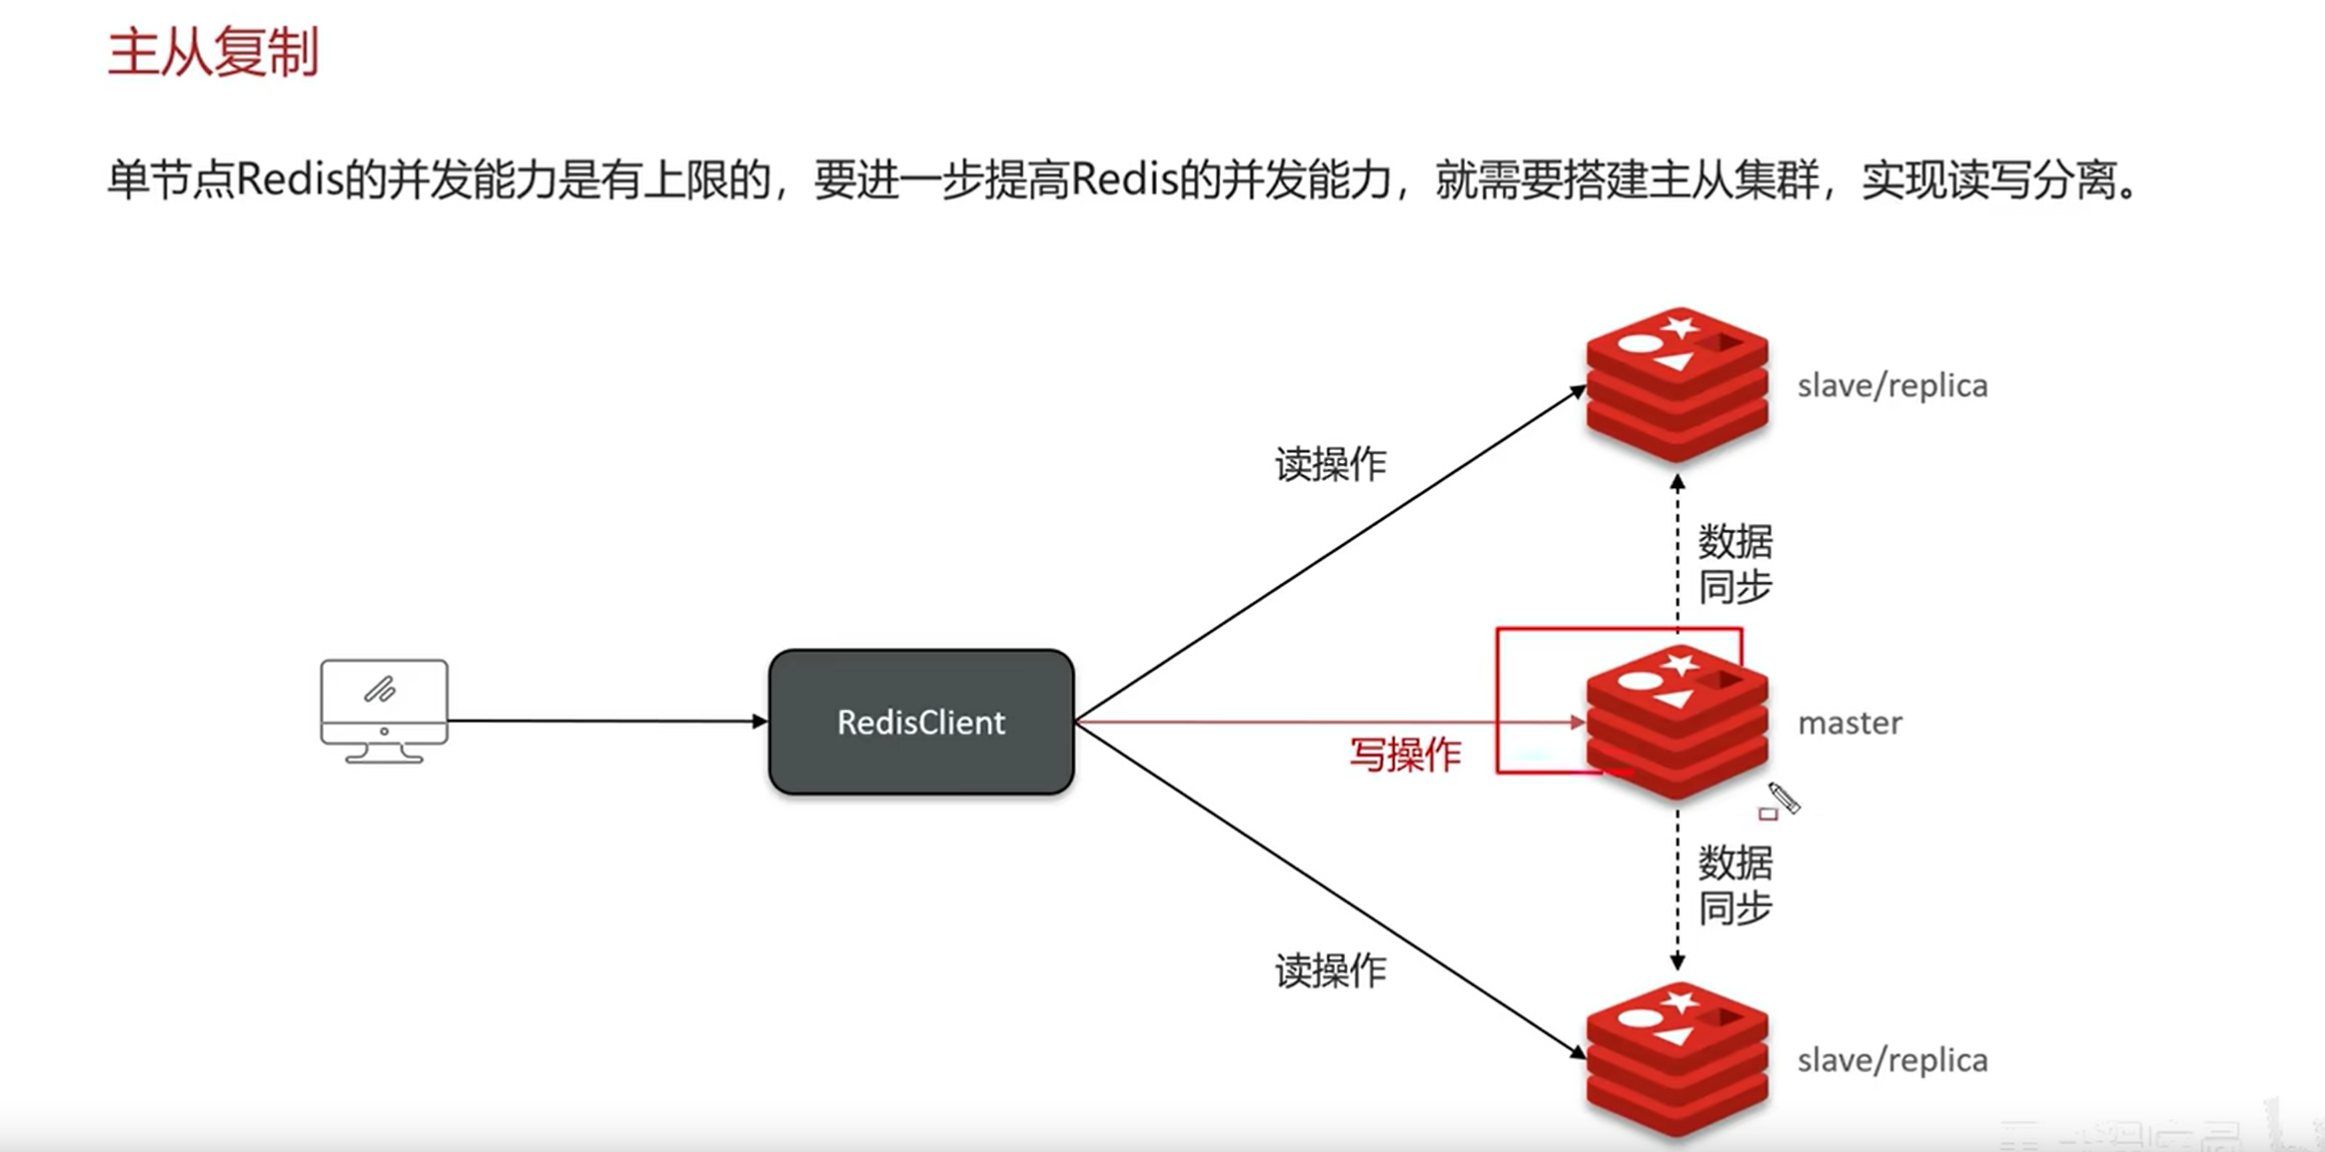 主从复制
单节点Redis的并发能力是有上限的，要进一步提高Redis的并发能力，就需要搭建主从集群，实现读写分离。
slave/replica
读操作
数据
同步
RedisClient
写操作
master
数据
同步
读操作
slave/replica